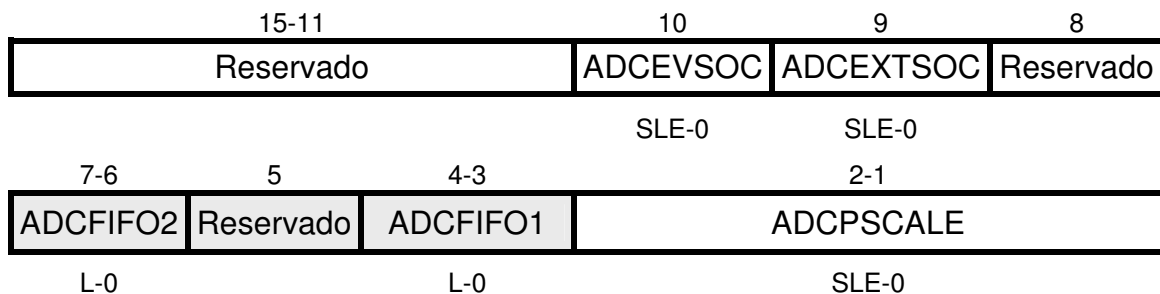 15-11 10 9 8
Reservado ADCEVSOC ADCEXTSOC Reservado
SLE-0 SLE-0
7-6 5 4-3 2-1
ADCFIFO2 Reservado ADCFIFO1 ADCPSCALE
L-0 L-0 SLE-0